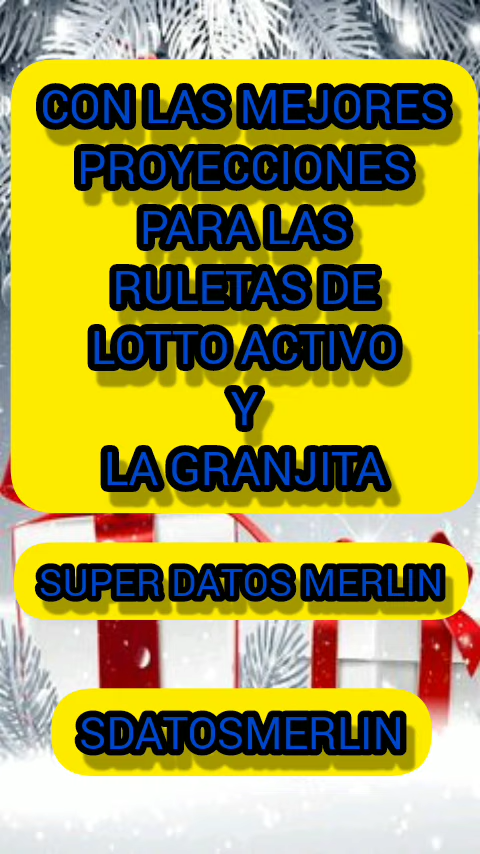 CON LAS MEJORES
PROYECCIONES
PARA LAS
RULETAS DE
LOTTO ACTIVO
Y
LA GRANJITA
SUPER DATOS MERLIN
SDATOSMERLIN